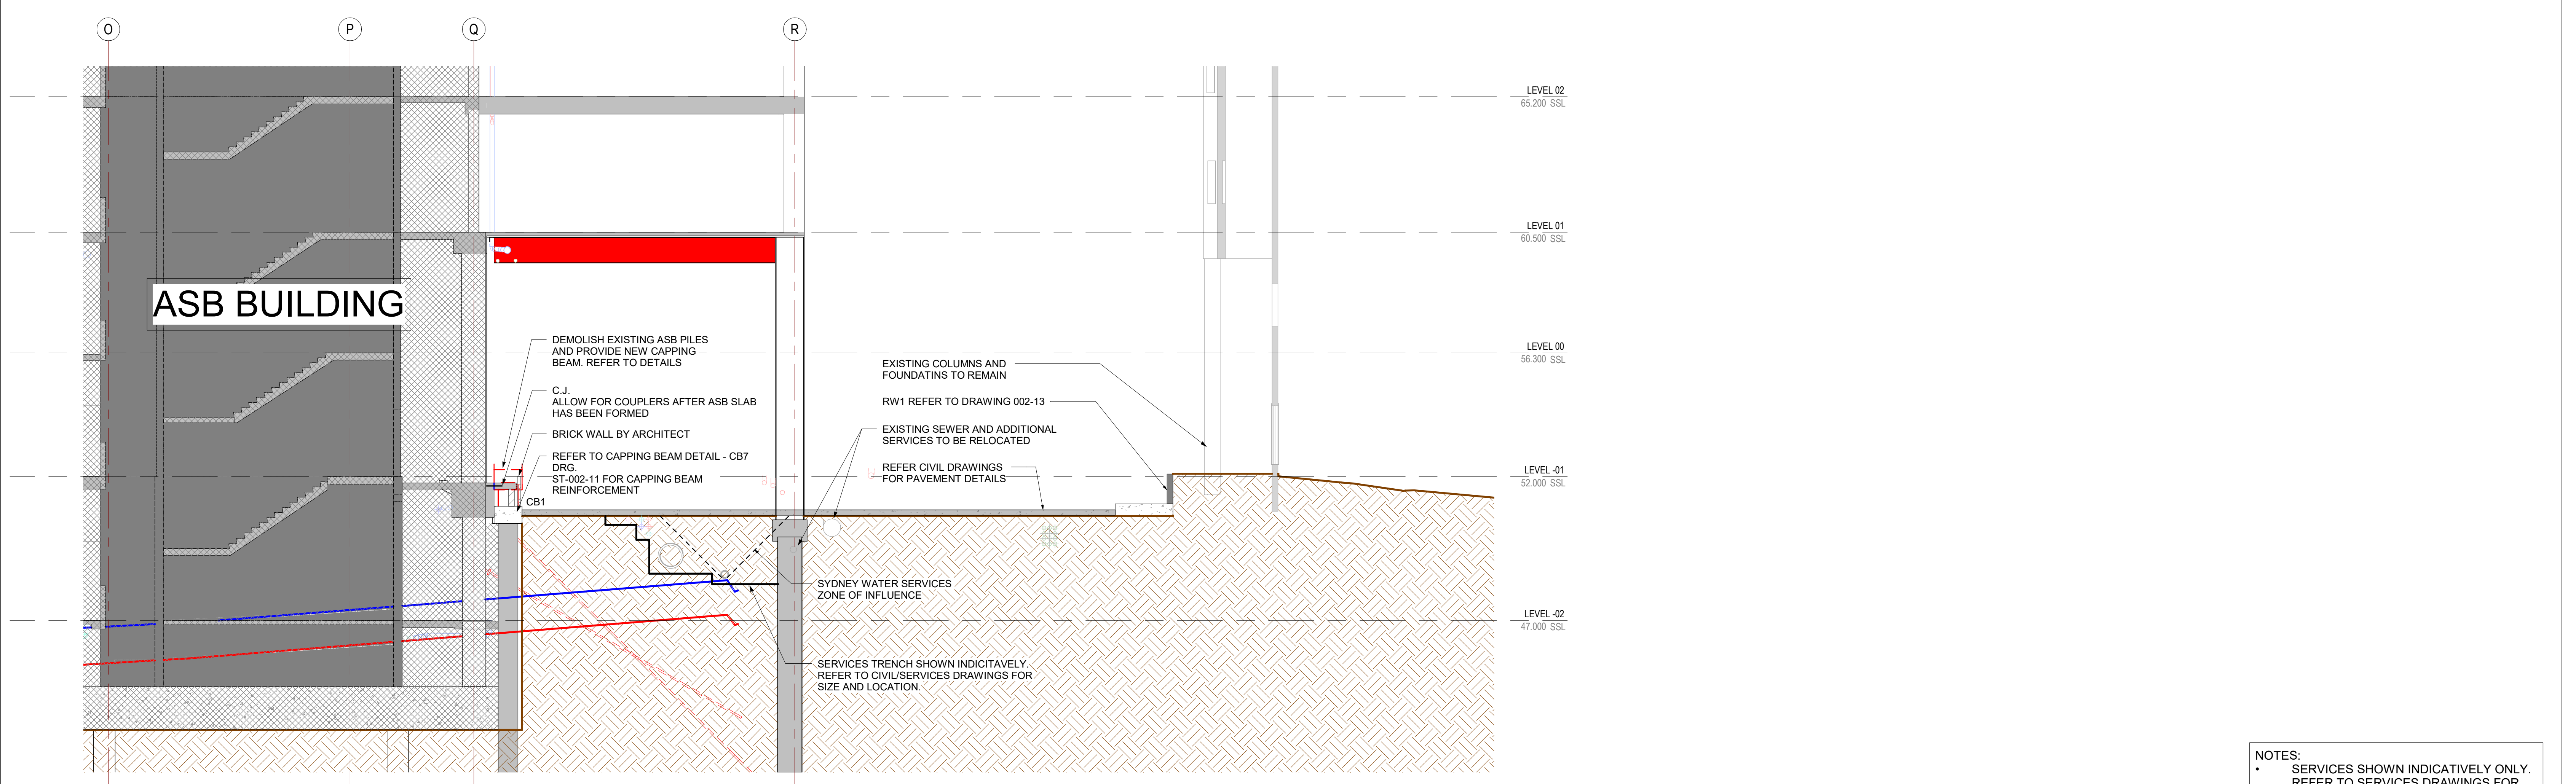 O
P
Q
R
LEVEL 02
65.200 SSL
LEVEL 01
60.500 SSL
ASB BUILDING
DEMOLISH EXISTING ASB PILES
AND PROVIDE NEW CAPPING
BEAM. REFER TO DETAILS
C.J.
ALLOW FOR COUPLERS AFTER ASB SLAB
HAS BEEN FORMED
BRICK WALL BY ARCHITECT
REFER TO CAPPING BEAM DETAIL - CB7
DRG.
ST-002-11 FOR CAPPING BEAM
REINFORCEMENT
CB1
LEVEL 00
56.300 SSL
EXISTING COLUMNS AND
FOUNDATINS TO REMAIN
RW1 REFER TO DRAWING 002-13
EXISTING SEWER AND ADDITIONAL
SERVICES TO BE RELOCATED
REFER CIVIL DRAWINGS
FOR PAVEMENT DETAILS
LEVEL -01
52.000 SSL
SYDNEY WATER SERVICES
ZONE OF INFLUENCE
LEVEL -02
47.000 SSL
SERVICES TRENCH SHOWN INDICITAVELY.
REFER TO CIVIL/SERVICES DRAWINGS FOR
SIZE AND LOCATION.
NOTES:
• SERVICES SHOWN INDICATIVELY ONLY.
REFER TO SERVICES DRAWINGS FOR